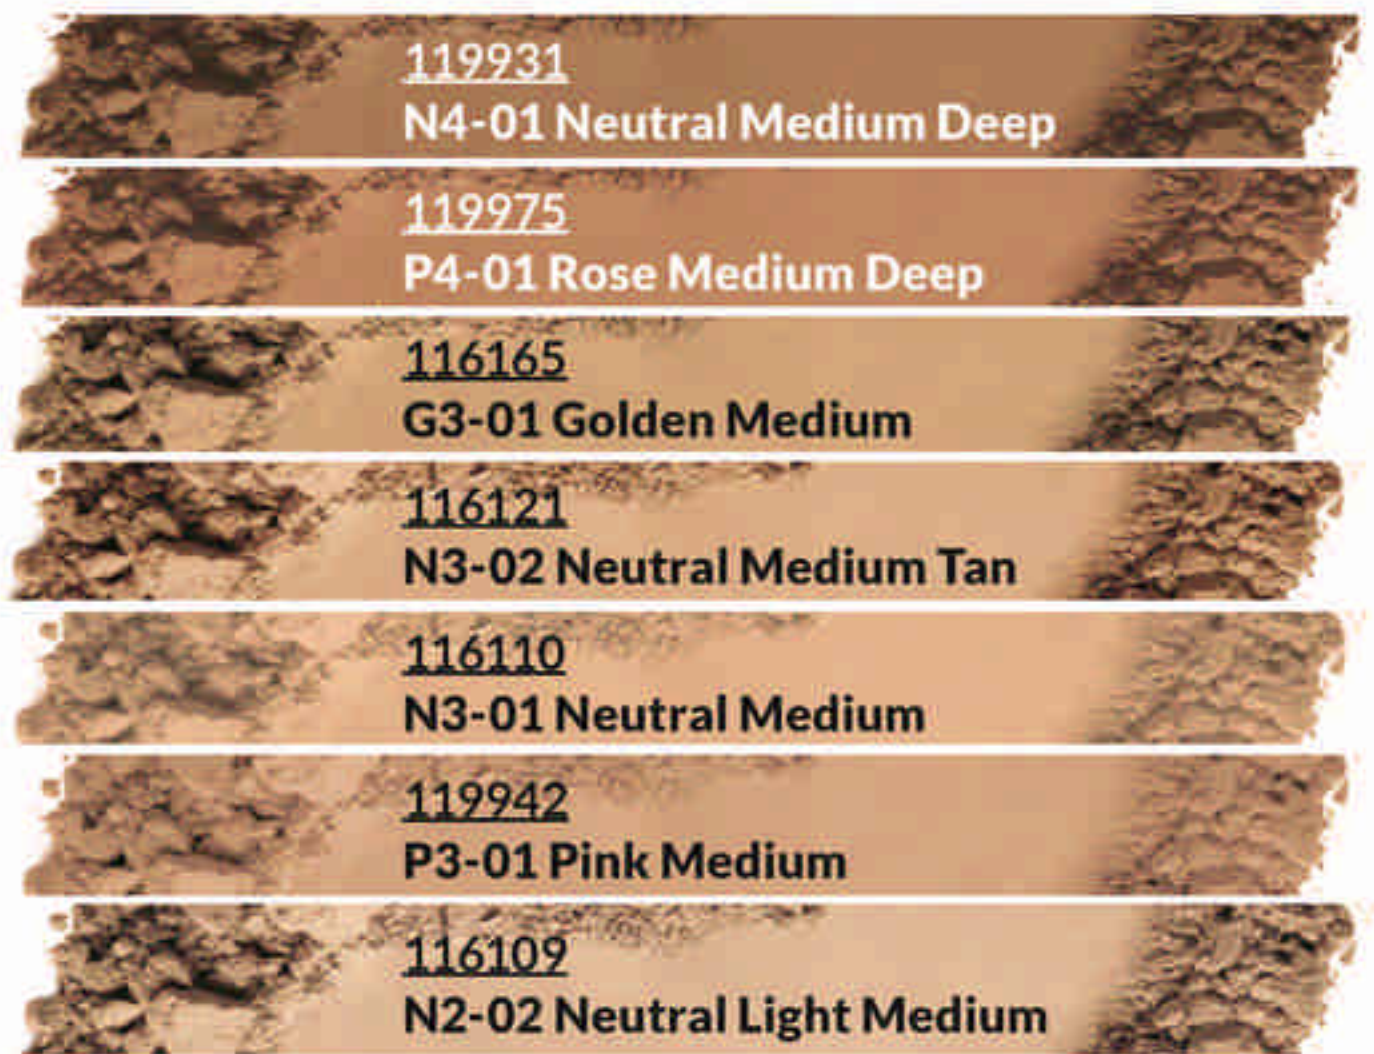 119931
N4-01 Neutral Medium Deep
119975
P4-01 Rose Medium Deep
116165
G3-01 Golden Medium
116121
N3-02 Neutral Medium Tan
116110
N3-01 Neutral Medium
119942
P3-01 Pink Medium
116109
N2-02 Neutral Light Medium